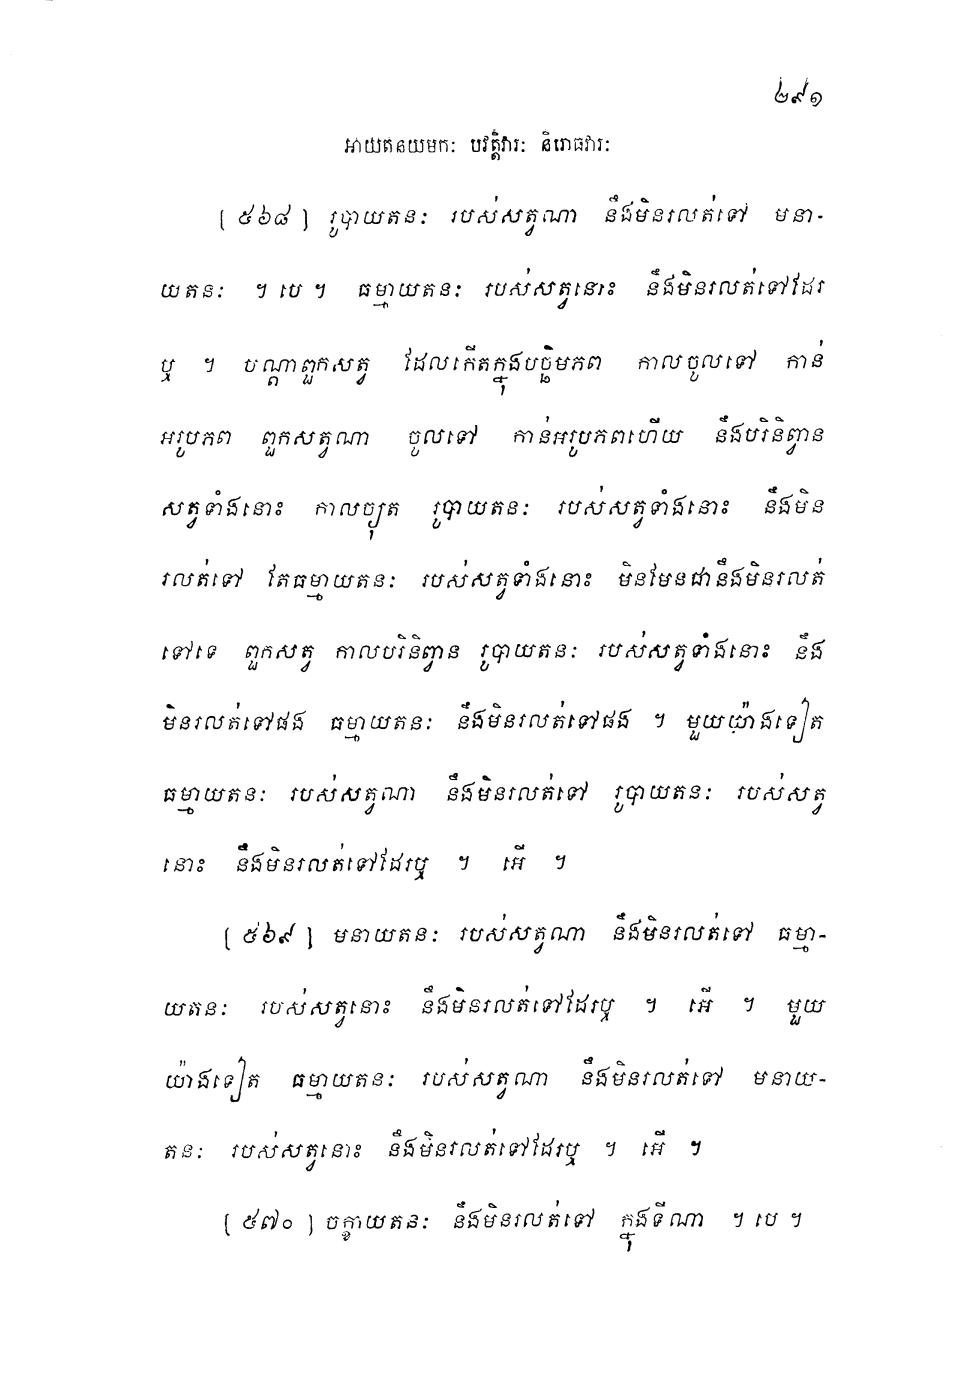 ២៩១
អាយតនយមកៈ បវត្តិវារៈ និរោធវារៈ
[ ៥៦៨ ] រូបាយតនៈ របស់សត្វណា នឹងមិនរលត់ទៅ មនា-
យតនៈ ។ បេ ។ ធម្មាយតនៈ របស់សត្វនោះ នឹងមិនរលត់ទៅដែរ
ឬ ។ បណ្តាពួកសត្វ ដែលកើតក្នុងបច្ឆិមភព កាលចូលទៅ កាន់
អរូបភព ពួកសត្វណា ចូលទៅ កាន់អរូបភពហើយ នឹងបរិនិព្វាន
សត្វទាំងនោះ កាលច្យុត រូបាយតនៈ របស់សត្វទាំងនោះ នឹងមិន
រលត់ទៅ តែធម្មាយតនៈ របស់សត្វទាំងនោះ មិនមែនជានឹងមិនរលត់
ទៅទេ ពួកសត្វ កាលបរិនិព្វាន រូបាយតនៈ របស់សត្វទាំងនោះ នឹង
មិនរលត់ទៅផង ធម្មាយតនៈ នឹងមិនរលត់ទៅផង ។ មួយយ៉ាងទៀត
ធម្មាយតនៈ របស់សត្វណា នឹងមិនរលត់ទៅ រូបាយតនៈ របស់សត្វ
នោះ នឹងមិនរលត់ទៅដែរឬ ។ អើ ។
[ ៥៦៩ ] មនាយតនៈ របស់សត្វណា នឹងមិនរលត់ទៅ ធម្មា-
យតនៈ របស់សត្វនោះ នឹងមិនរលត់ទៅដែរឬ ។ អើ ។ មួយ
យ៉ាងទៀត ធម្មាយតនៈ របស់សត្វណា នឹងមិនរលត់ទៅ មនាយ-
តនៈ របស់សត្វនោះ នឹងមិនរលត់ទៅដែរឬ ។ អើ ។
[ ៥៧០ ] ចក្ខាយតនៈ នឹងមិនរលត់ទៅ ក្នុងទីណា ។ បេ ។